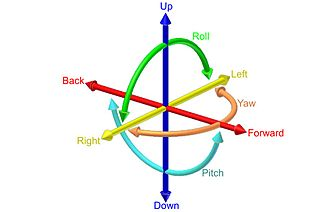 Up
Roll
Back
Left
Yaw
Right
Forward
Pitch
Down